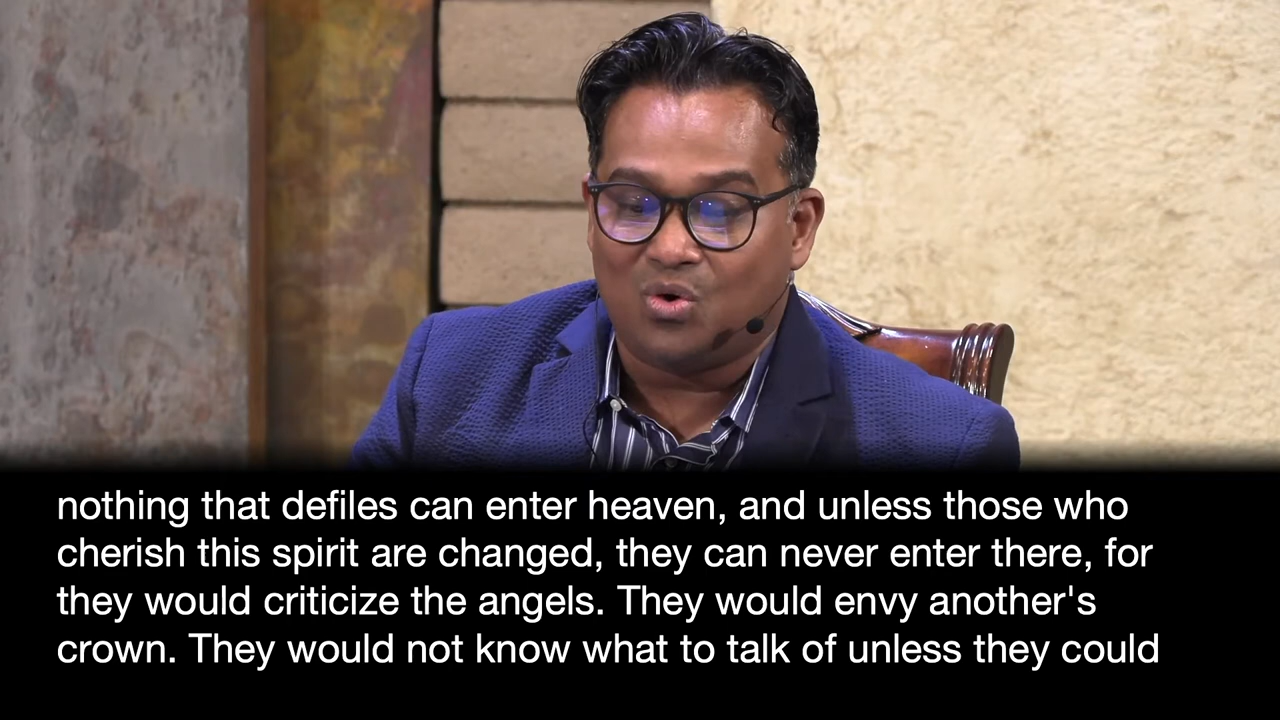 nothing that defiles can enter heaven, and unless those who
cherish this spirit are changed, they can never enter there, for
they would criticize the angels. They would envy another's
crown. They would not know what to talk of unless they could